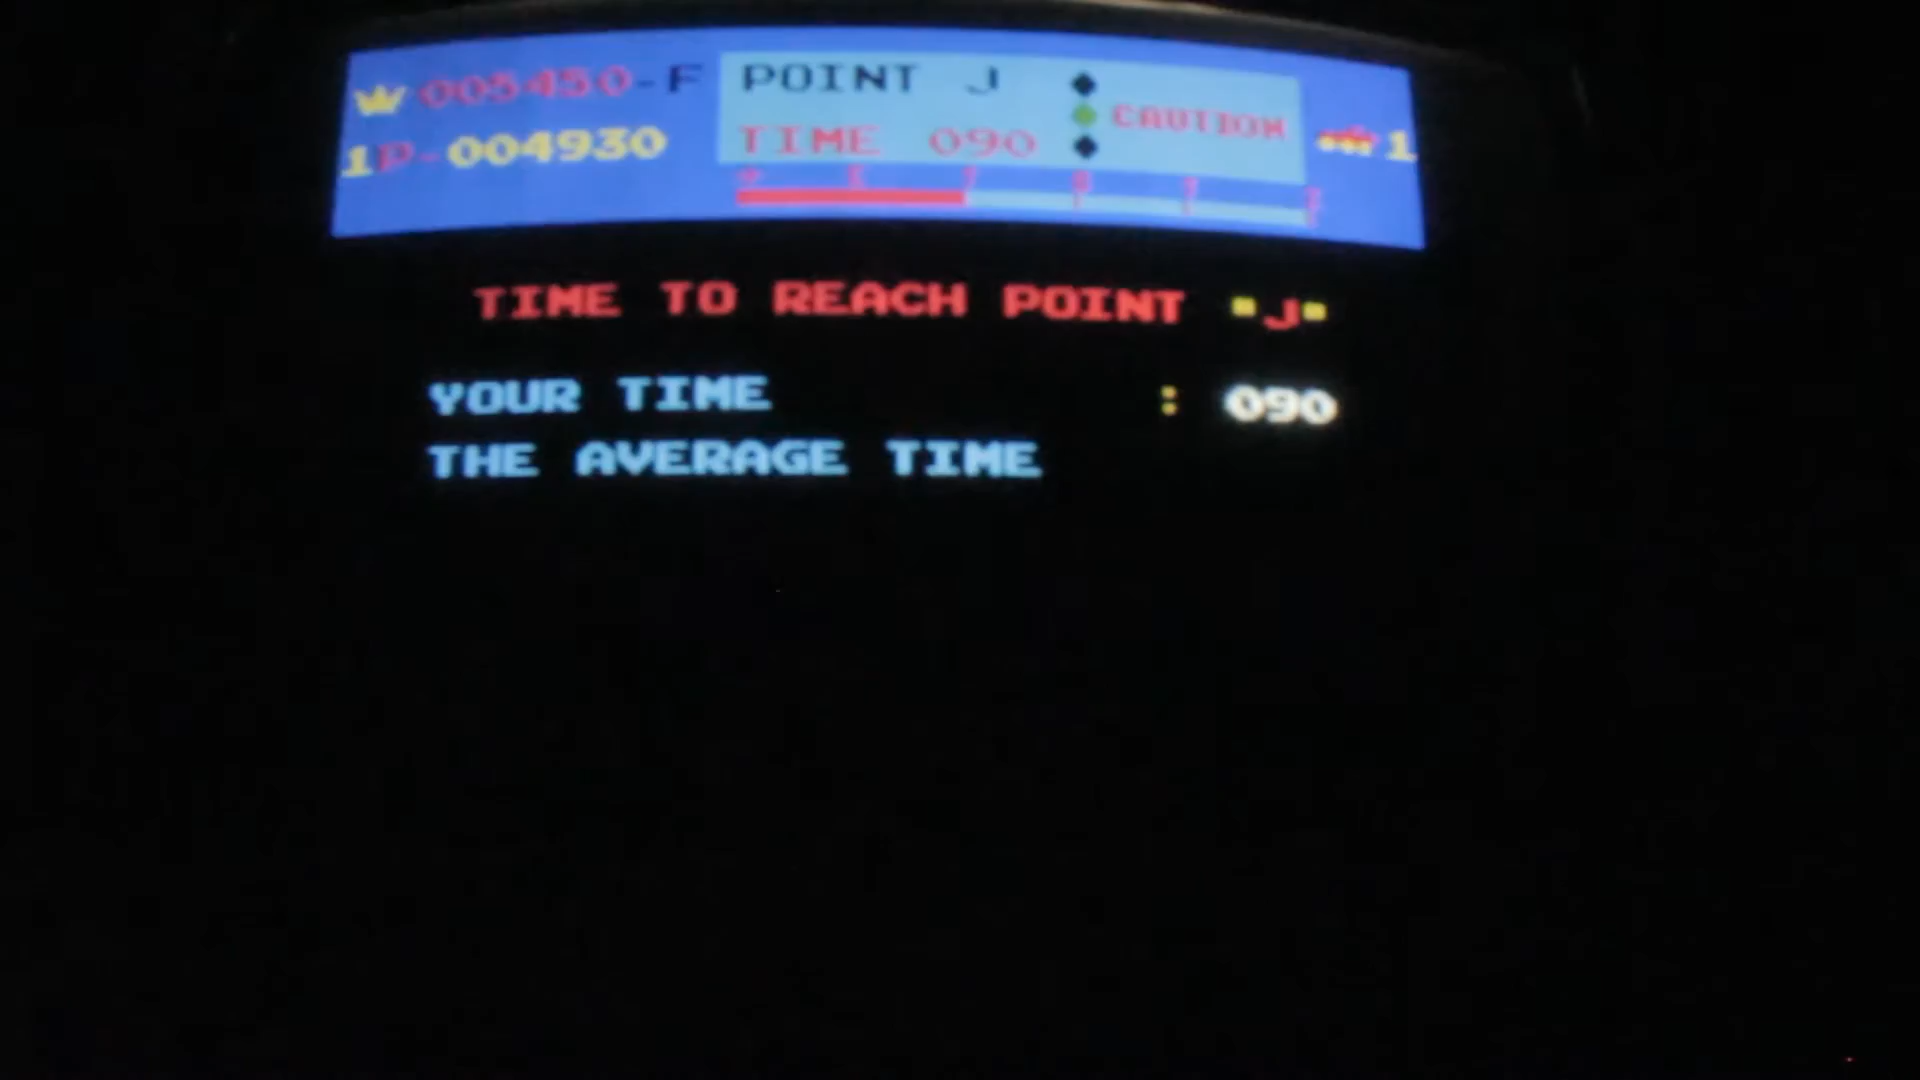 005450-F
1P-004930
POINT J
TIME 090
CAUTION
1
TIME TO REACH POINT "J"
YOUR TIME : 090
THE AVERAGE TIME